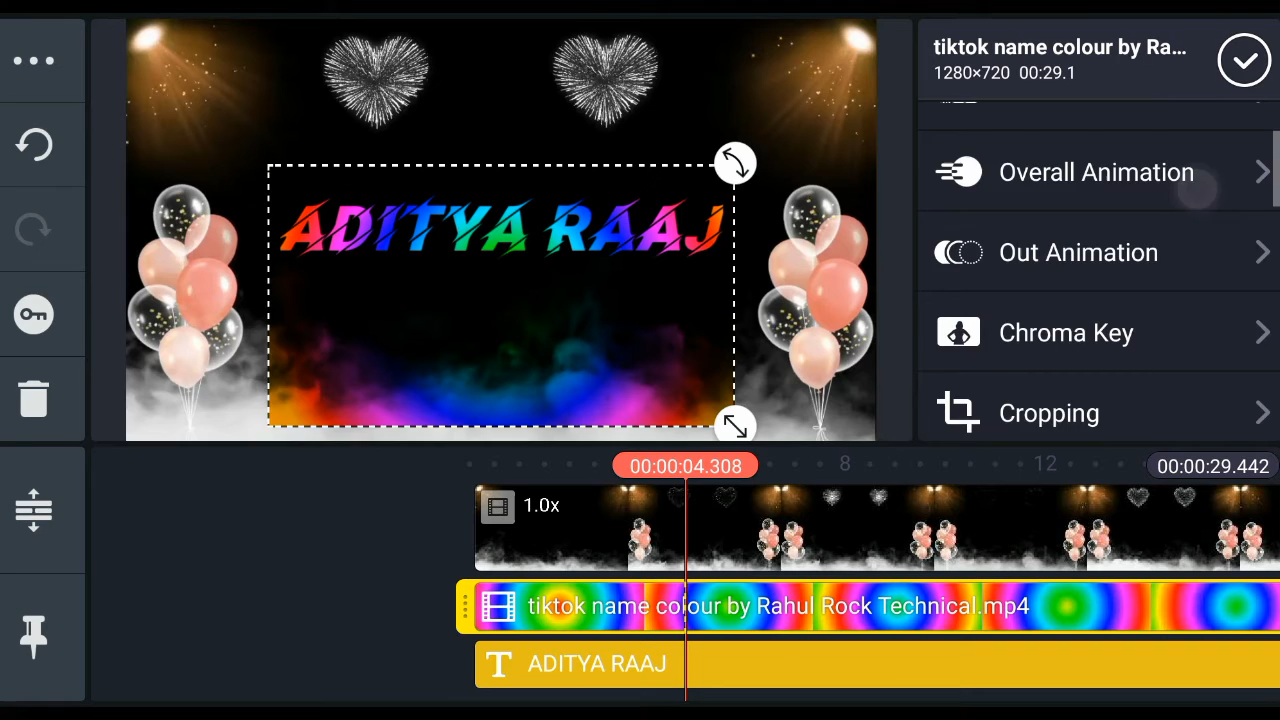 tiktok name colour by Ra...
1280×720 00:29.1
Overall Animation
Out Animation
Chroma Key
Cropping
ADITYA RAAJ
00:00:04.308
8
12
00:00:29.442
1.0x
tiktok name colour by Rahul Rock Technical.mp4
T ADITYA RAAJ